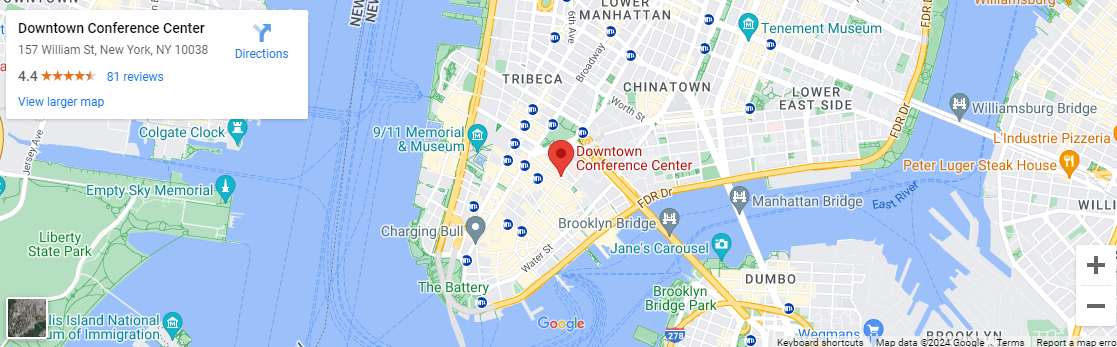 Downtown Conference Center
157 William St, New York, NY 10038
Directions
4.4
81 reviews
View larger map
LOWER
MANHATTAN
6th Ave
Broadway
Tenement Museum
FDR Dr
Williamsburg
TRIBECA
CHINATOWN
Worth St
LOWER
EAST SIDE
Williamsburg Bridge
FDR Dr
L'Industrie Pizzeria
Peter Luger Steak House
Colgate Clock
Jersey Ave
9/11 Memorial
& Museum
Downtown
Conference Center
Empty Sky Memorial
FDR Dr
Manhattan Bridge
East River
WILLI
Liberty
State Park
Charging Bull
Brooklyn Bridge
Water St
Jane's Carousel
DUMBO
The Battery
Brooklyn
Bridge Park
llis Island National
um of Immigration
Google
278
Wegmans
BROOKLYN
Keyboard shortcuts
Map data ©2024 Google
Terms
Report a map erro